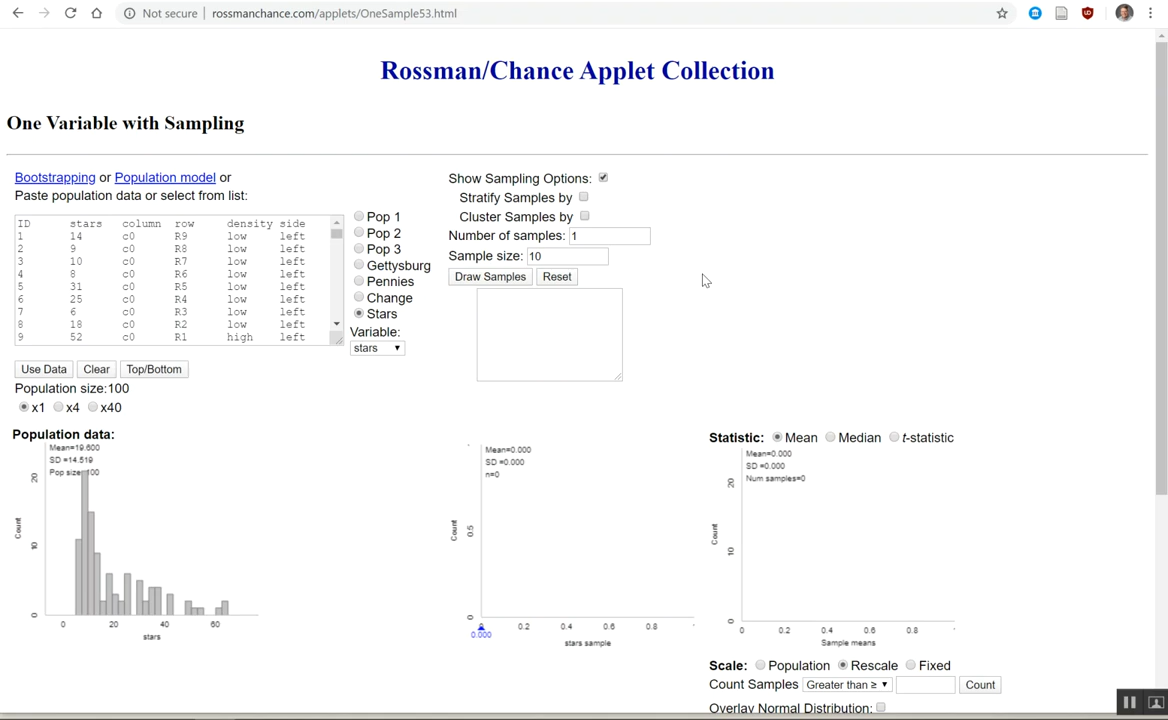 Not secure | rossmanchance.com/applets/OneSample53.html
Rossman/Chance Applet Collection
One Variable with Sampling
Bootstrapping or Population model or
Paste population data or select from list:
ID stars column row density side
1 14 c0 R9 low left
2 9 c0 R8 low left
3 10 c0 R7 low left
4 8 c0 R6 low left
5 31 c0 R5 low left
6 25 c0 R4 low left
7 6 c0 R3 low left
8 18 c0 R2 low left
9 52 c0 R1 high left
Pop 1
Pop 2
Pop 3
Gettysburg
Pennies
Change
Stars
Variable:
stars
Show Sampling Options:
Stratify Samples by
Cluster Samples by
Number of samples: 1
Sample size: 10
Draw Samples Reset
Use Data Clear Top/Bottom
Population size:100
x1 x4 x40
Population data:
Mean=19.600
SD =14.519
Pop size=100
Count
0 10 20
0 20 40 60
stars
Mean=0.000
SD =0.000
n=0
Count
0 0.5
0 0.2 0.4 0.6 0.8
0.000
stars sample
Statistic: Mean Median t-statistic
Mean=0.000
SD =0.000
Num samples=0
Count
0 10 20
0 0.2 0.4 0.6 0.8
Sample means
Scale: Population Rescale Fixed
Count Samples Greater than ≥ Count
Overlay Normal Distribution: